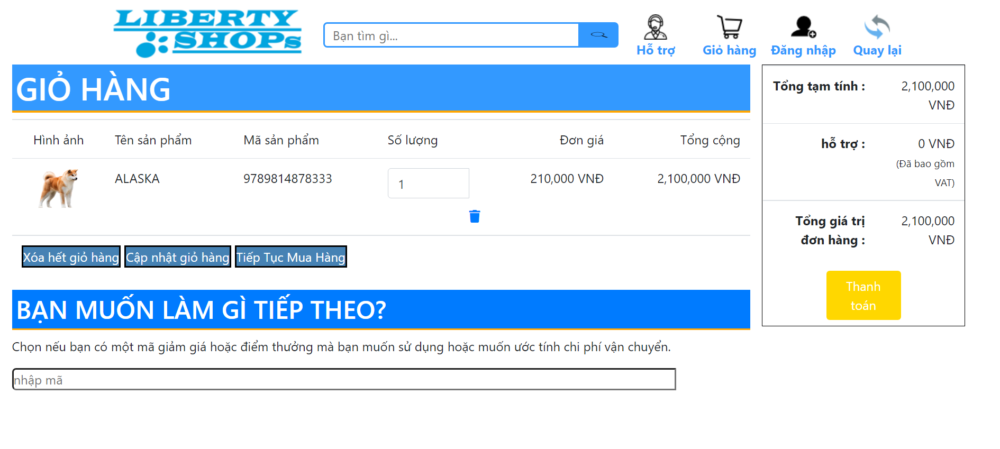 LIBERTY
SHOPs
Bạn tìm gì...
Hỗ trợ
Giỏ hàng
Đăng nhập
Quay lại
GIỎ HÀNG
Hình ảnh
Tên sản phẩm
Mã sản phẩm
Số lượng
Đơn giá
Tổng cộng
ALASKA
9789814878333
1
210,000 VNĐ
2,100,000 VNĐ
Xóa hết giỏ hàng
Cập nhật giỏ hàng
Tiếp Tục Mua Hàng
BẠN MUỐN LÀM GÌ TIẾP THEO?
Chọn nếu bạn có một mã giảm giá hoặc điểm thưởng mà bạn muốn sử dụng hoặc muốn ước tính chi phí vận chuyển.
nhập mã
Tổng tạm tính :
2,100,000
VNĐ
hỗ trợ :
0 VNĐ
(Đã bao gồm
VAT)
Tổng giá trị
đơn hàng :
2,100,000
VNĐ
Thanh
toán